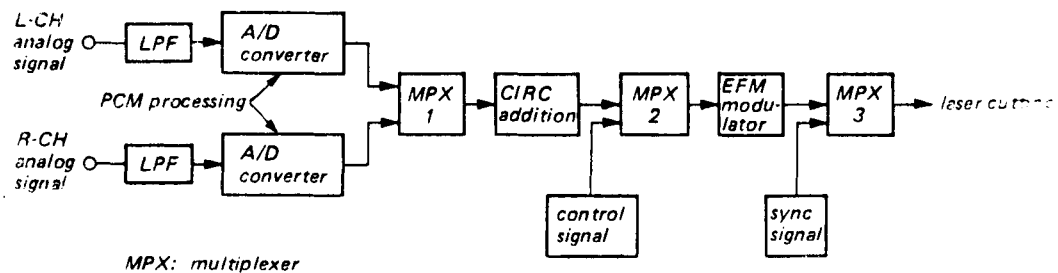 L-CH
analog
signal
LPF
A/D
converter
PCM processing
R-CH
analog
signal
LPF
A/D
converter
MPX
1
CIRC
addition
MPX
2
EFM
modu-
lator
MPX
3
laser
control
signal
sync
signal
MPX: multiplexer